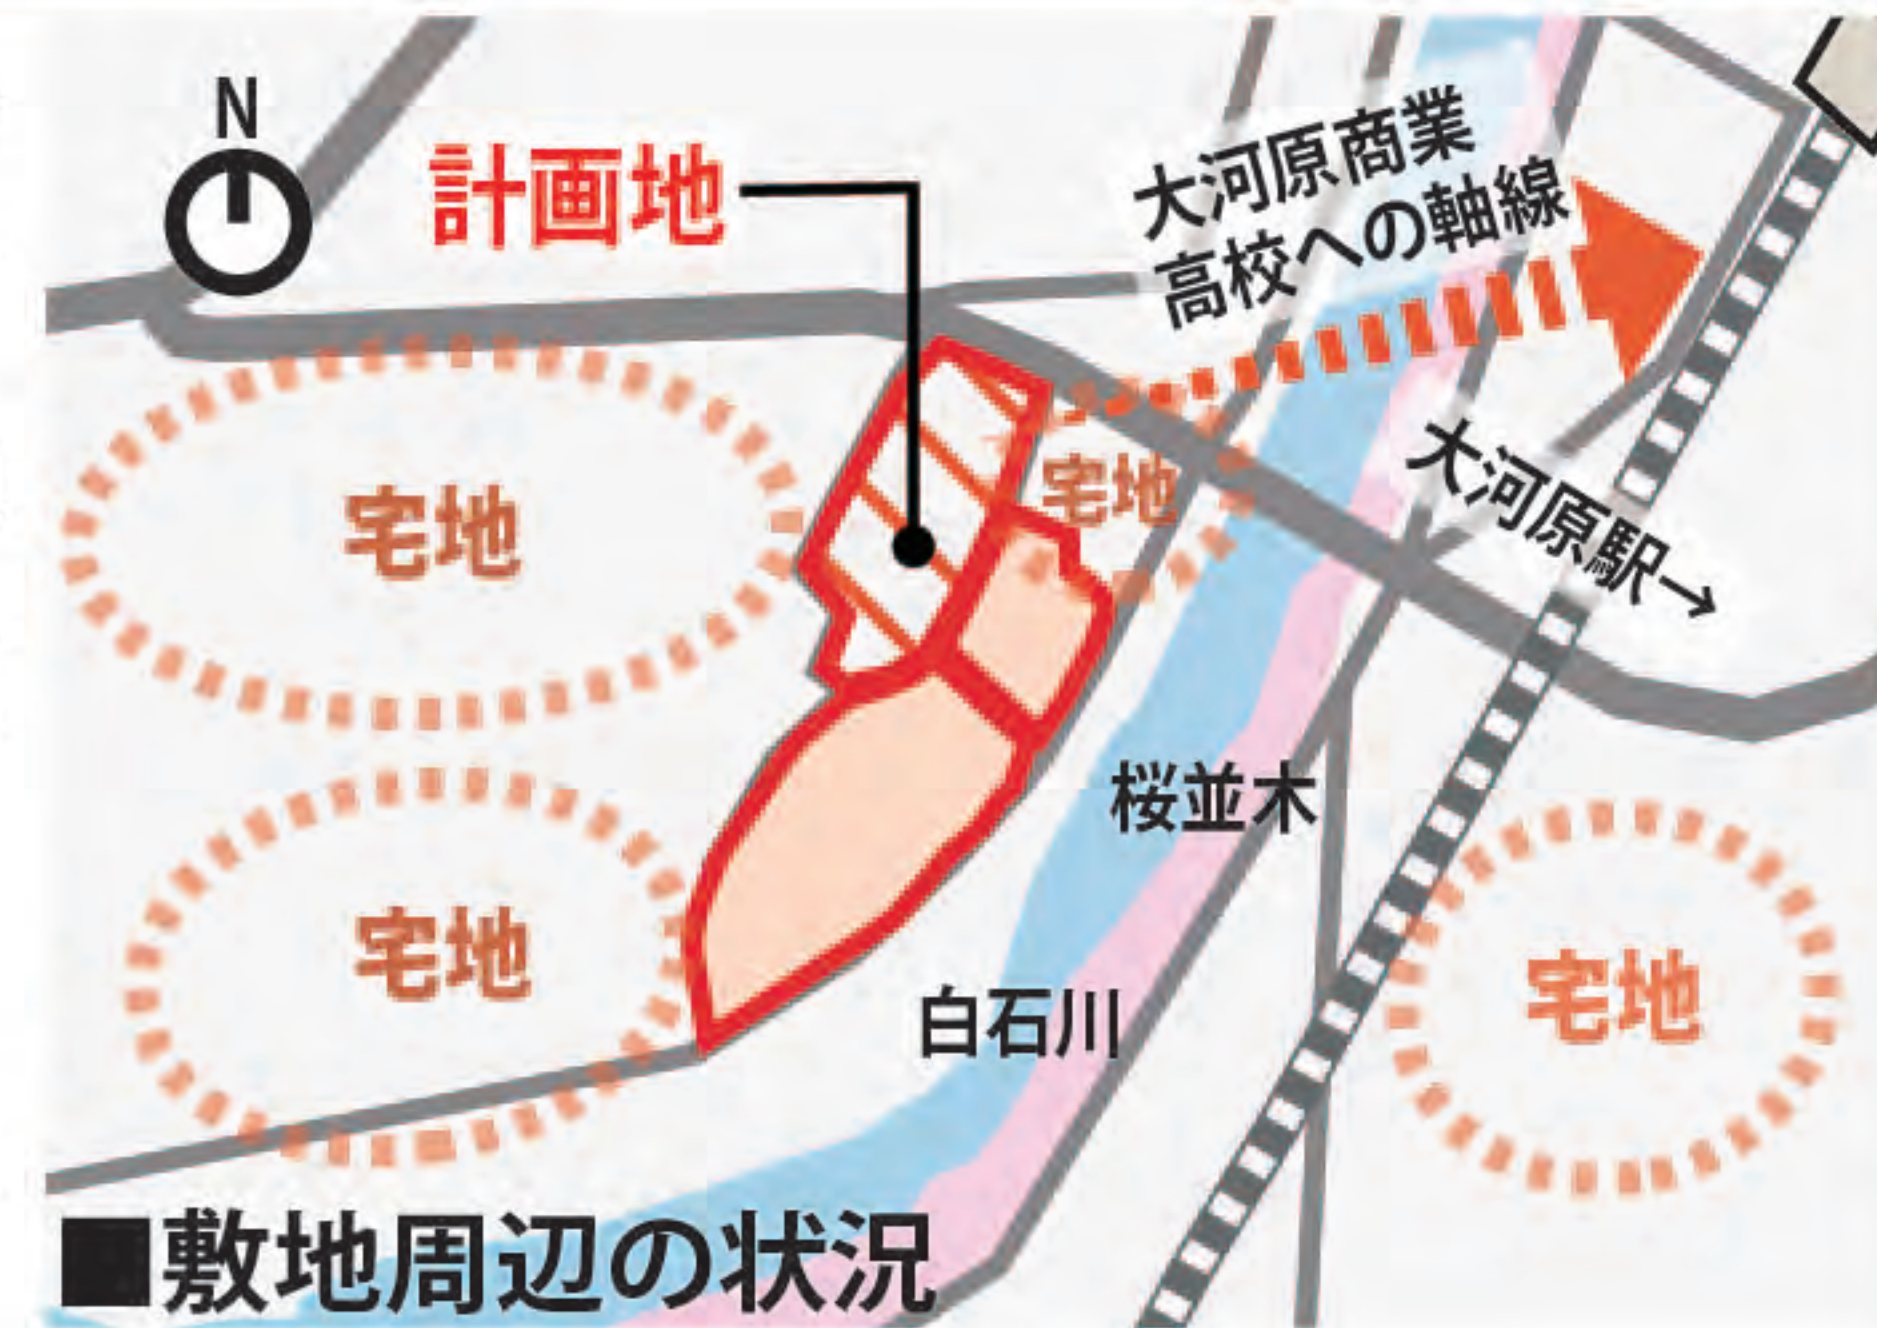 N
計画地
大河原商業
高校への軸線
宅地
宅地
大河原駅→
桜並木
宅地
白石川
宅地
■敷地周辺の状況